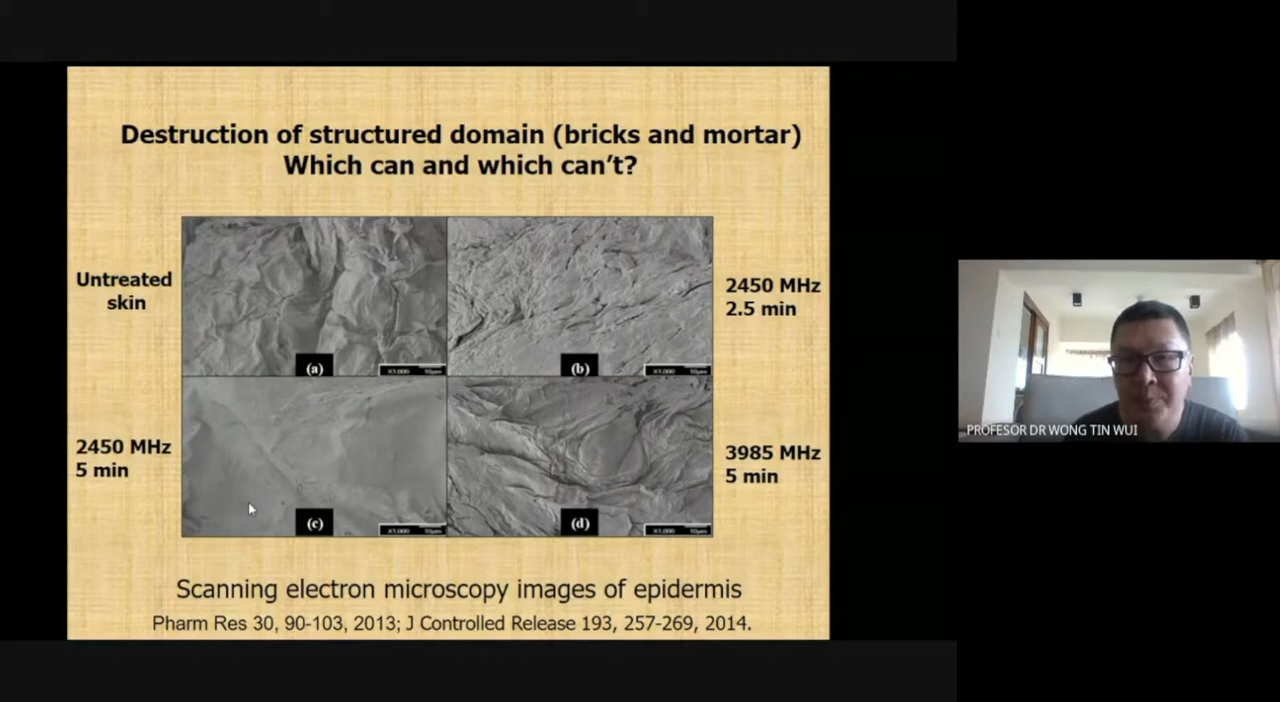 Destruction of structured domain (bricks and mortar)
Which can and which can't?
Untreated
skin
2450 MHz
2.5 min
(a)
(b)
2450 MHz
5 min
3985 MHz
5 min
(c)
(d)
Scanning electron microscopy images of epidermis
Pharm Res 30, 90-103, 2013; J Controlled Release 193, 257-269, 2014.
PROFESOR DR WONG TIN WUI